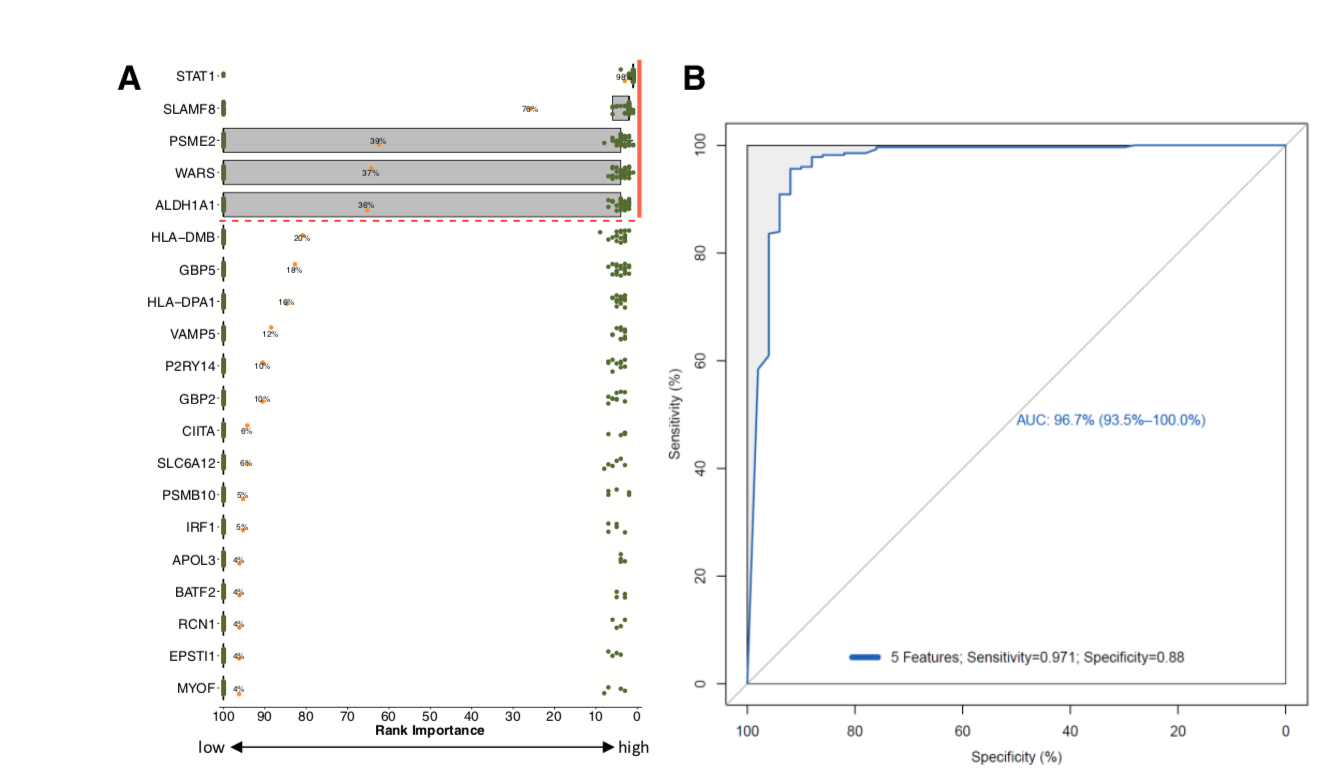 A
STAT1
98%
SLAMF8
PSME2
39%
WARS
37%
ALDH1A1
36%
HLA−DMB
20%
GBP5
18%
HLA−DPA1
16%
VAMP5
12%
P2RY14
10%
GBP2
10%
CIITA
6%
SLC6A12
6%
PSMB10
5%
IRF1
5%
APOL3
4%
BATF2
4%
RCN1
4%
EPSTI1
4%
MYOF
4%
100 90 80 70 60 50 40 30 20 10 0
Rank Importance
low high
B
100
80
60
40
20
0
Sensitivity (%)
AUC: 96.7% (93.5%–100.0%)
5 Features; Sensitivity=0.971; Specificity=0.88
100 80 60 40 20 0
Specificity (%)